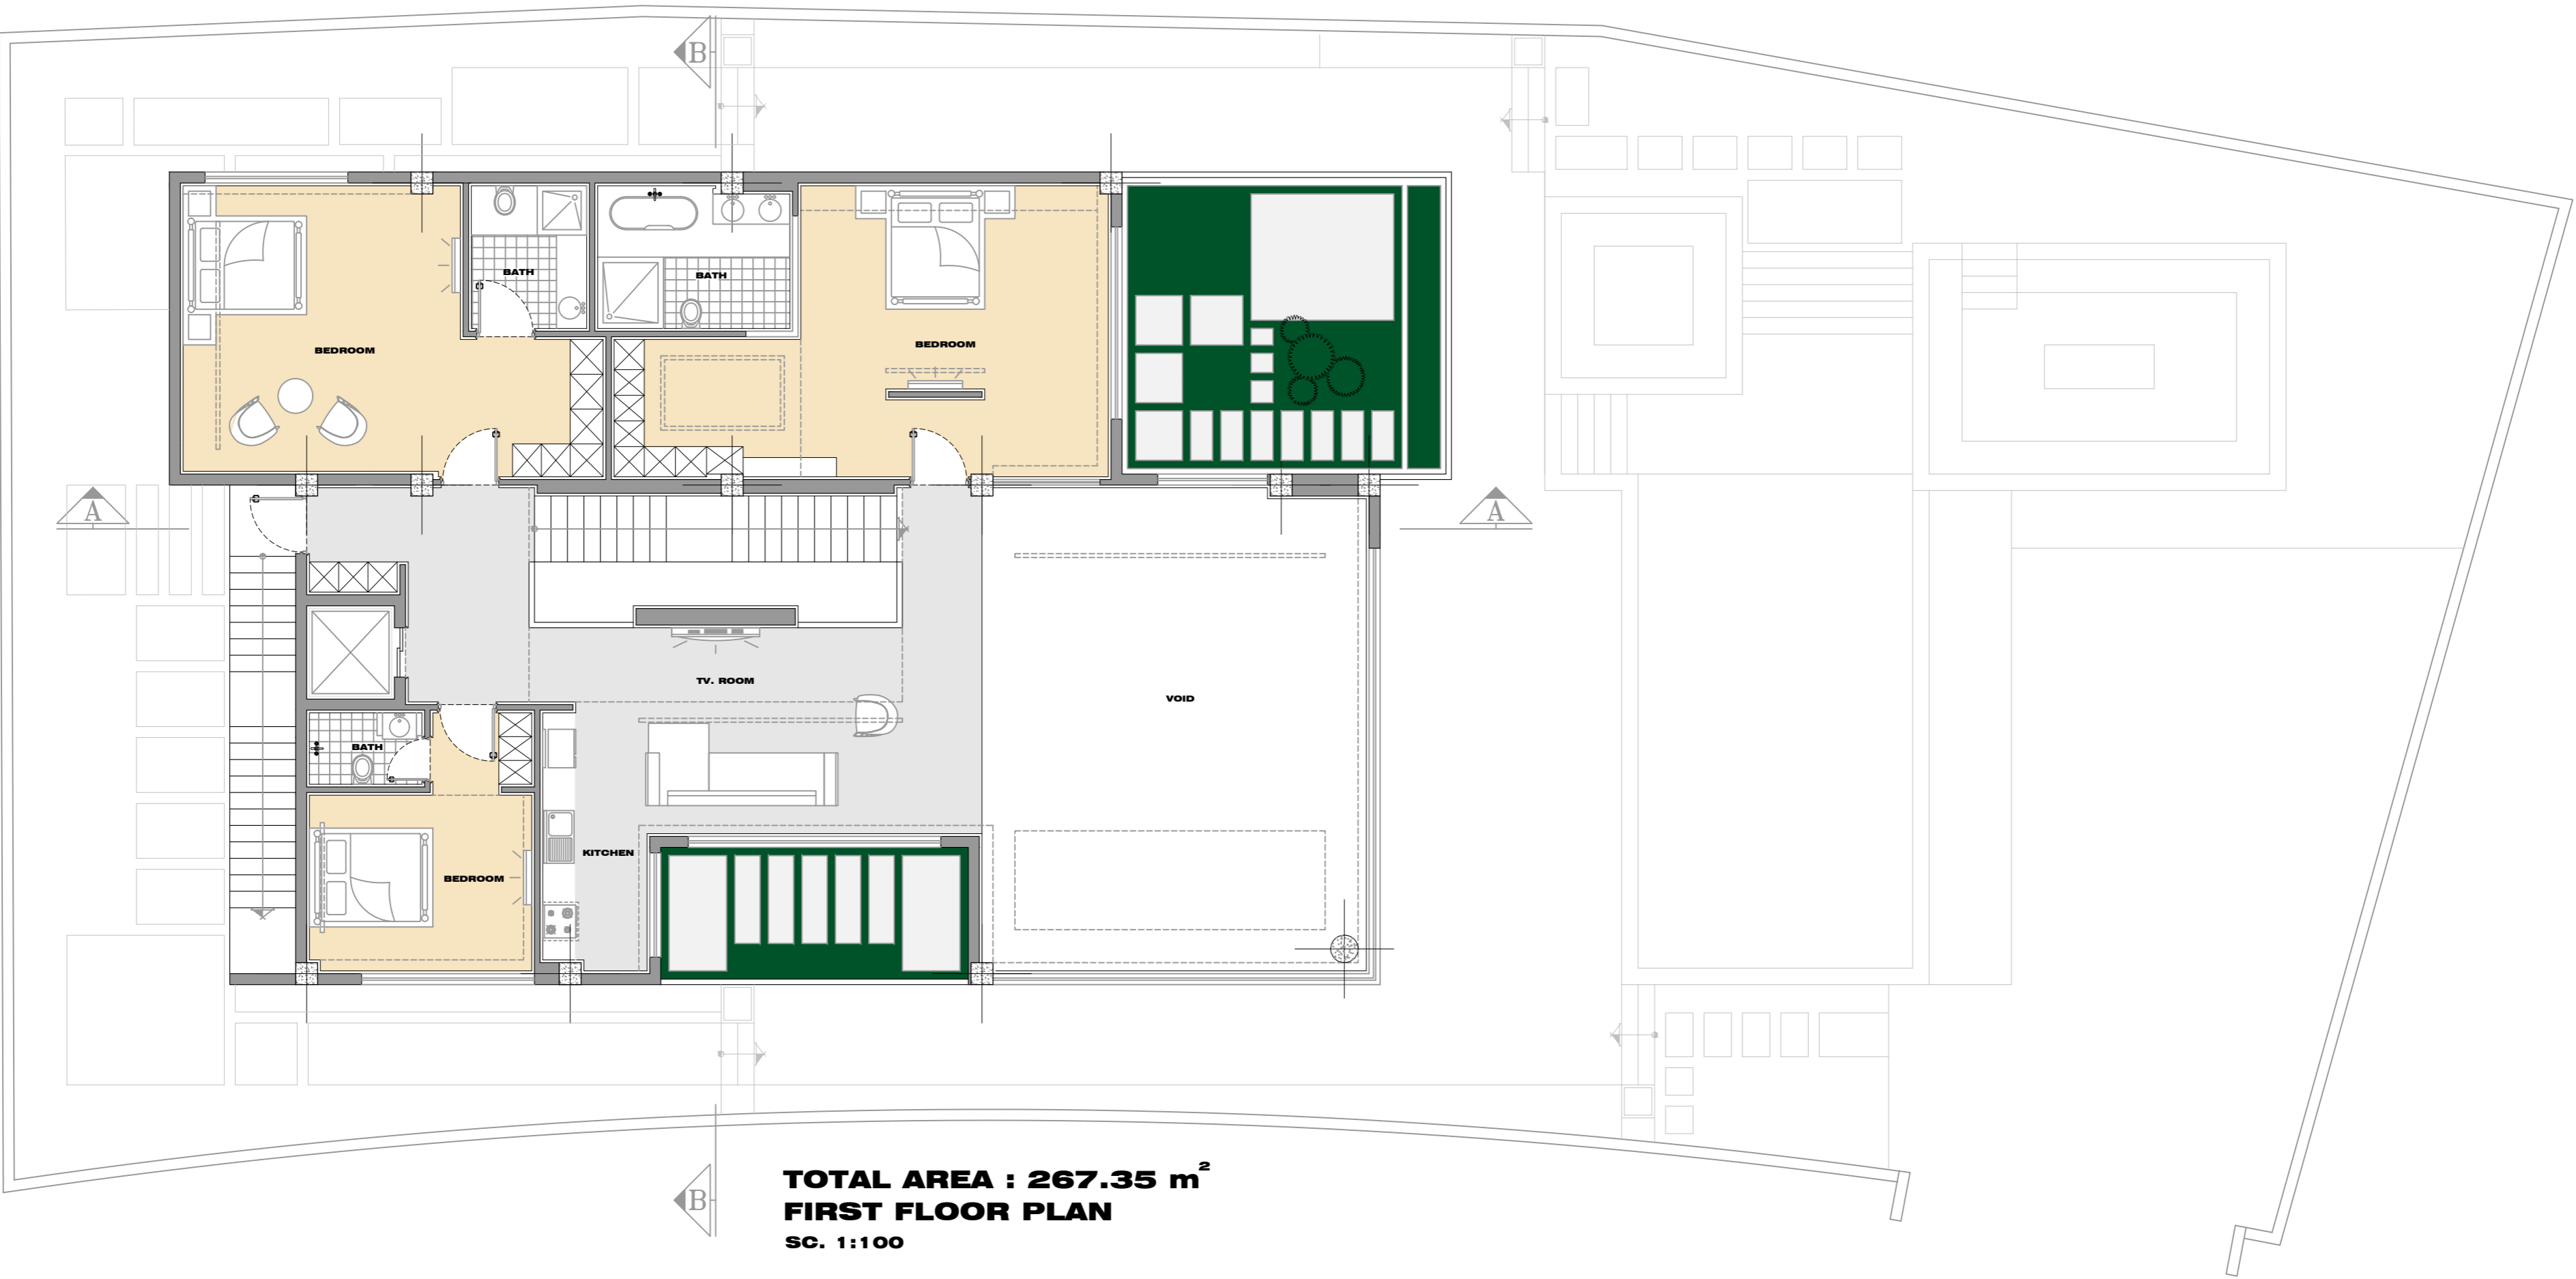 B
BATH
BATH
BEDROOM
BEDROOM
A
A
TV. ROOM
VOID
BATH
KITCHEN
BEDROOM
TOTAL AREA : 267.35 m²
FIRST FLOOR PLAN
B
SC. 1:100